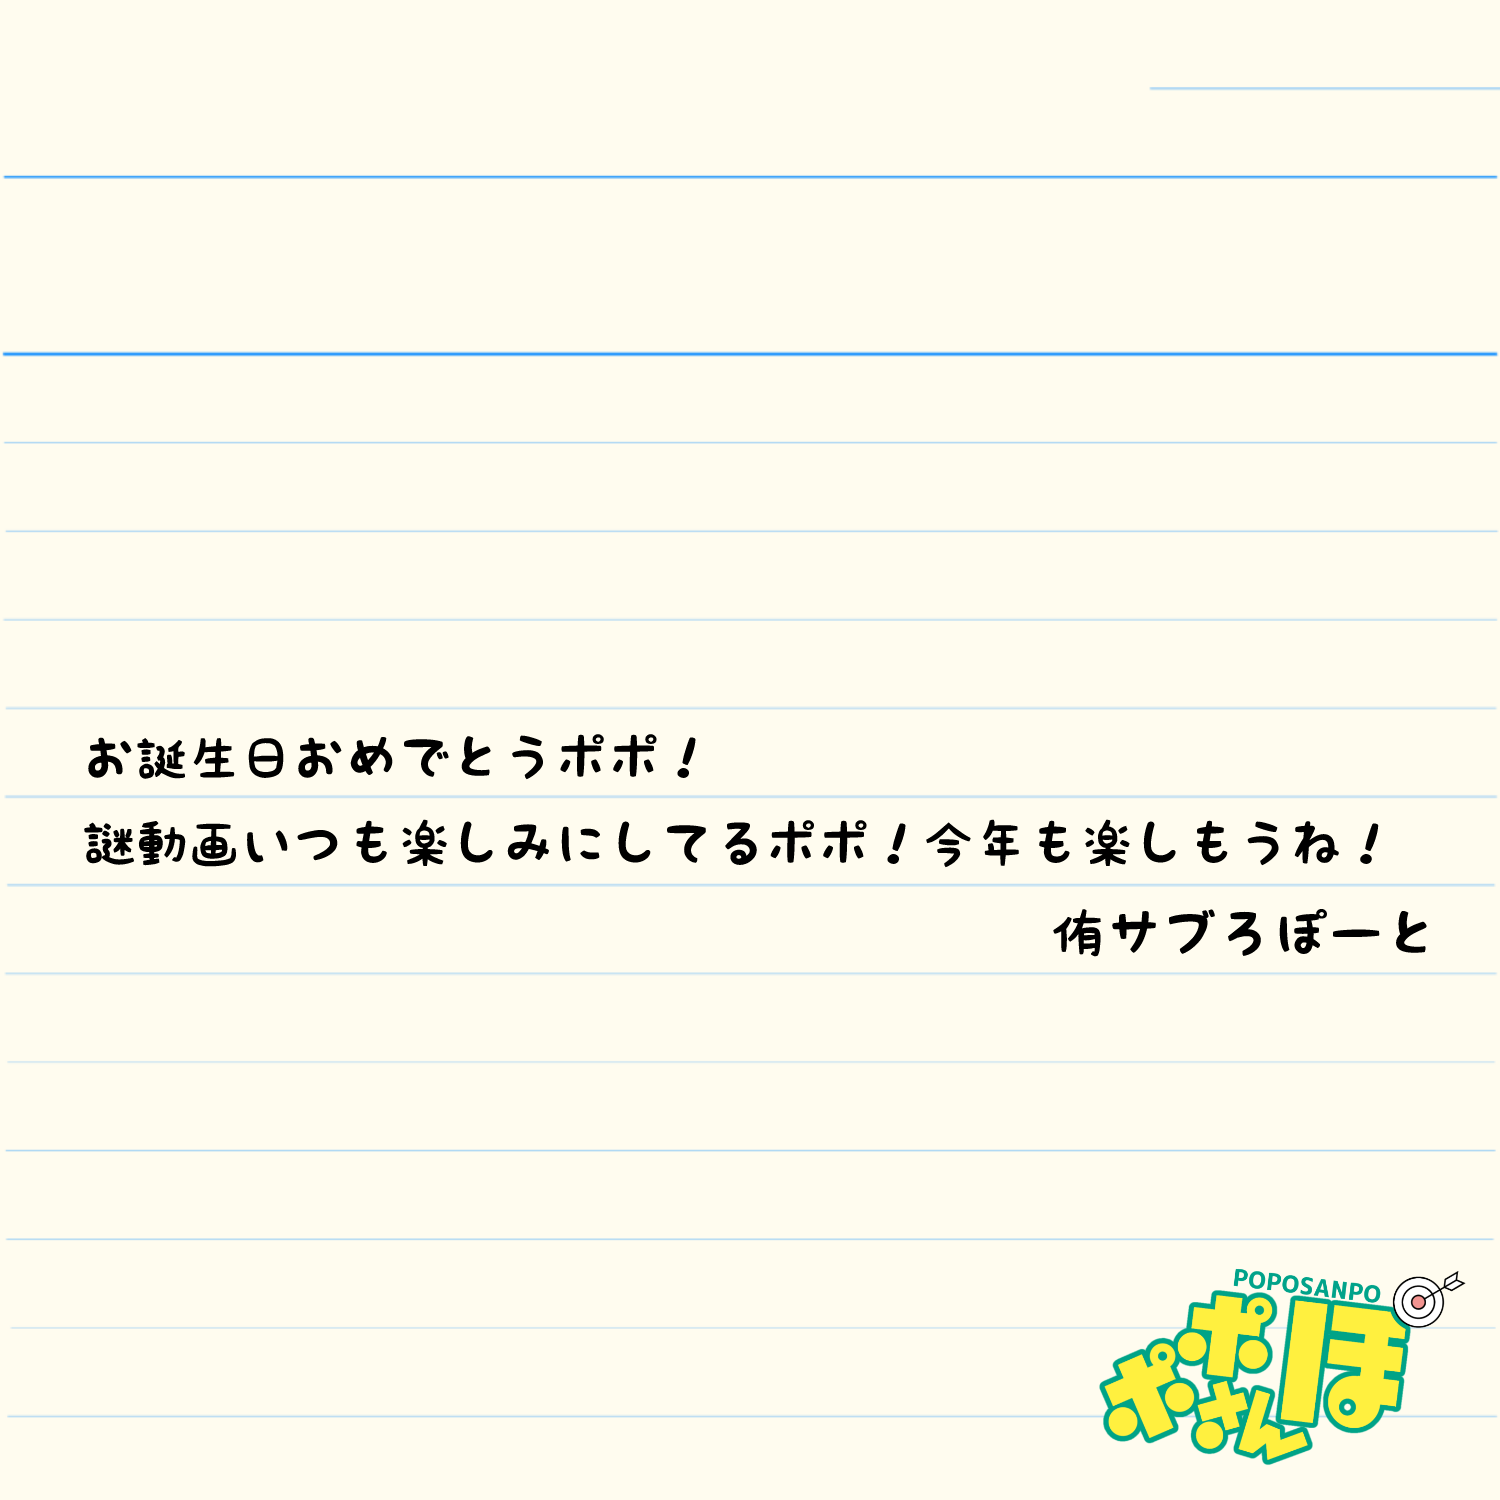 お誕生日おめでとうポポ！
謎動画いつも楽しみにしてるポポ！今年も楽しもうね！
侑サブろぽーと
POPOSANPO
ポポさんぽ